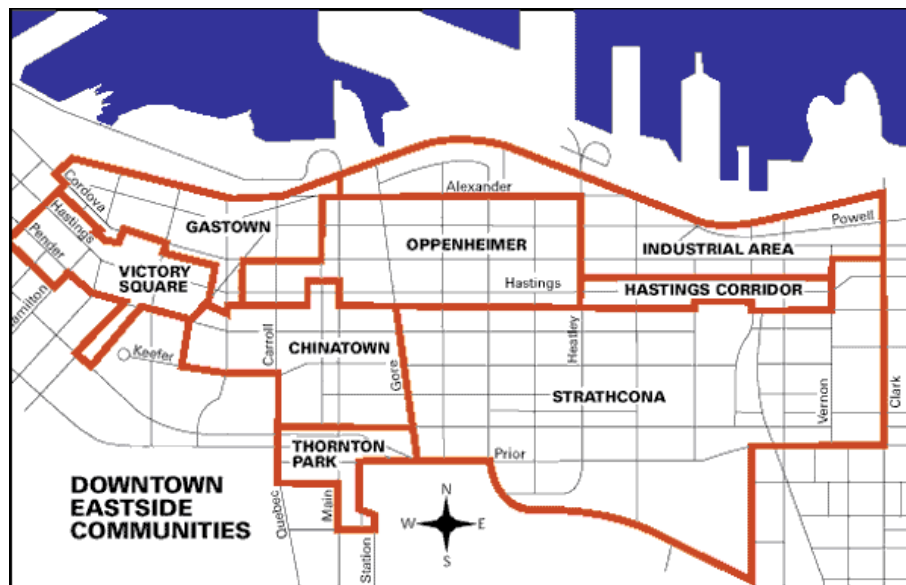 Alexander
Cordova
Powell
Hastings
GASTOWN
OPPENHEIMER
INDUSTRIAL AREA
Pender
VICTORY
SQUARE
Hastings
HASTINGS CORRIDOR
Hamilton
Keefer
Carroll
CHINATOWN
Gore
Heatley
STRATHCONA
Vernon
Clark
THORNTON
PARK
Prior
DOWNTOWN
EASTSIDE
COMMUNITIES
Quebec
Main
Station
N
W
E
S